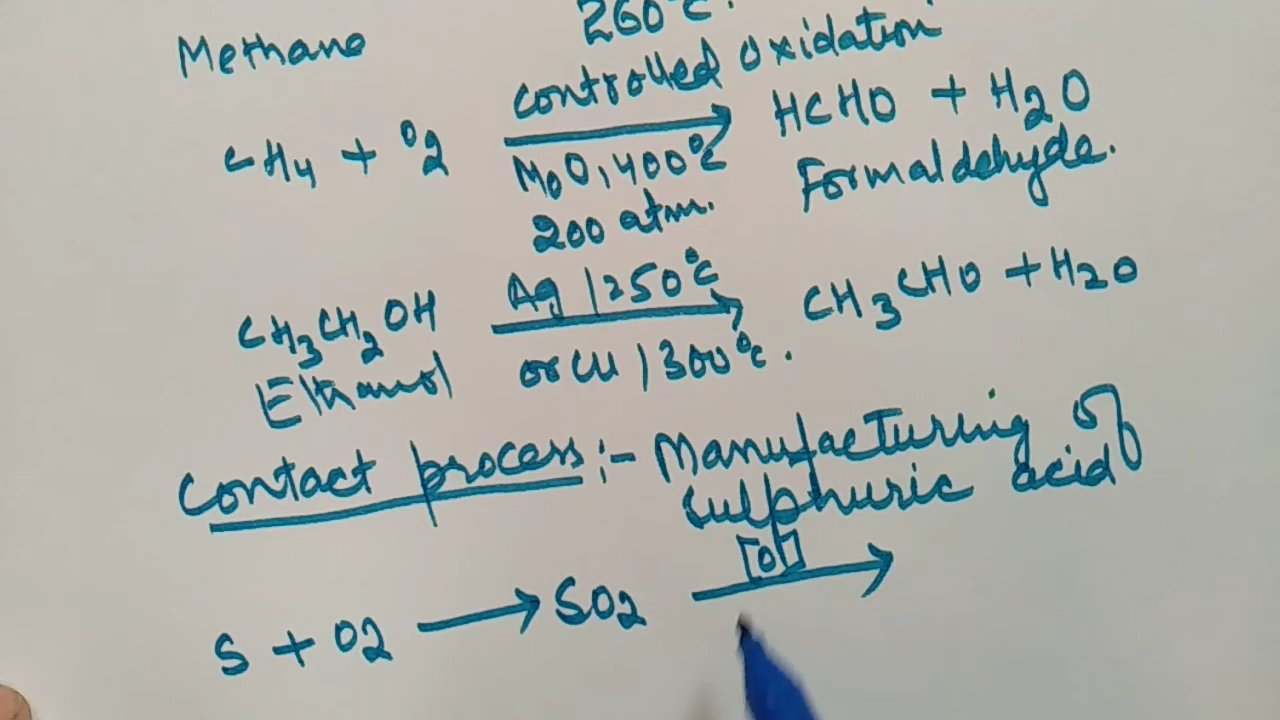 260°C.
Methane controlled oxidation
CH4 + O2 → HCHO + H2O
MoO, 400°C Formaldehyde.
200 atm.
Ag / 250°C
CH3CH2OH → CH3CHO + H2O
Ethanol or Cu / 300°C.
Contact process :- Manufacturing of
sulphuric acid
[O]
S + O2 → SO2 →